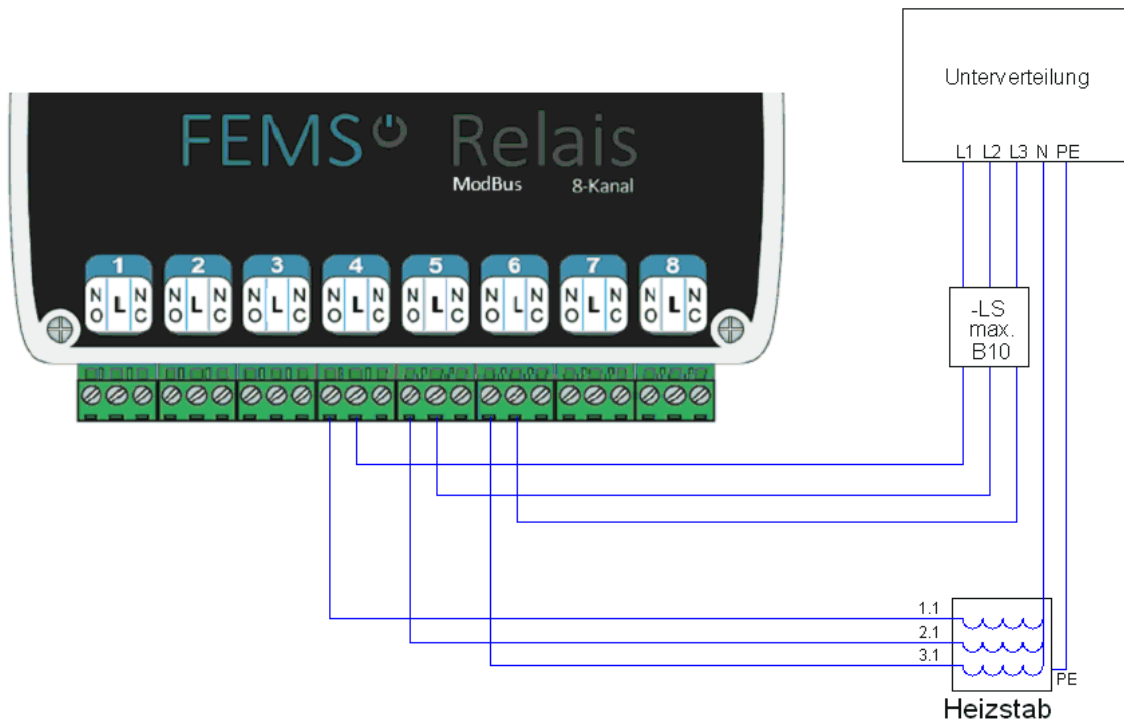 Unterverteilung
L1 L2 L3 N PE
FEMS Relais
ModBus 8-Kanal
1 2 3 4 5 6 7 8
NO L NC NO L NC NO L NC NO L NC NO L NC NO L NC NO L NC NO L NC
-LS
max.
B10
1.1
2.1
3.1
PE
Heizstab